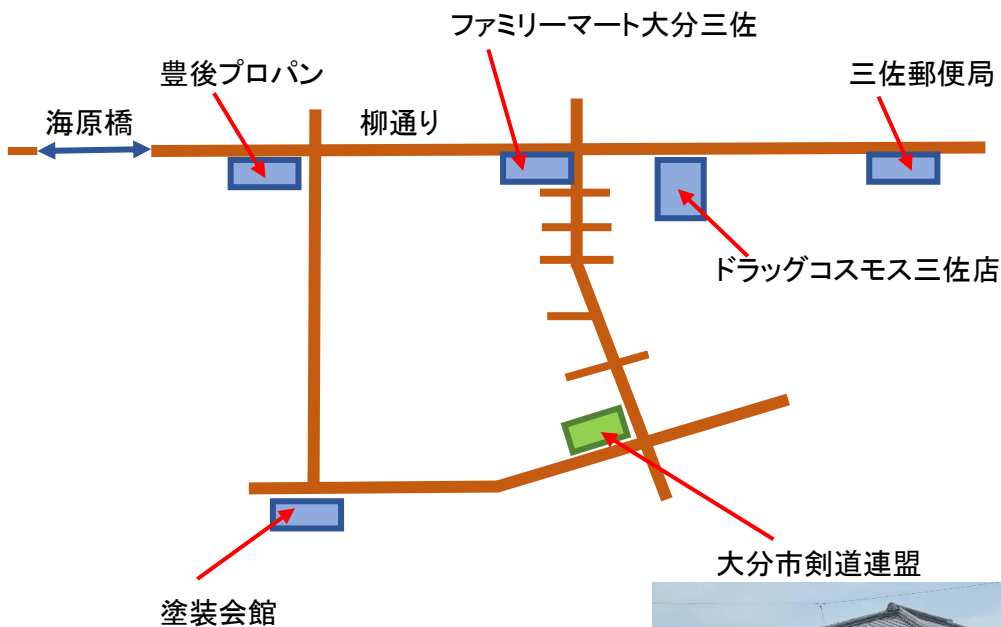 ファミリーマート大分三佐
豊後プロパン
三佐郵便局
海原橋
柳通り
ドラッグコスモス三佐店
大分市剣道連盟
塗装会館